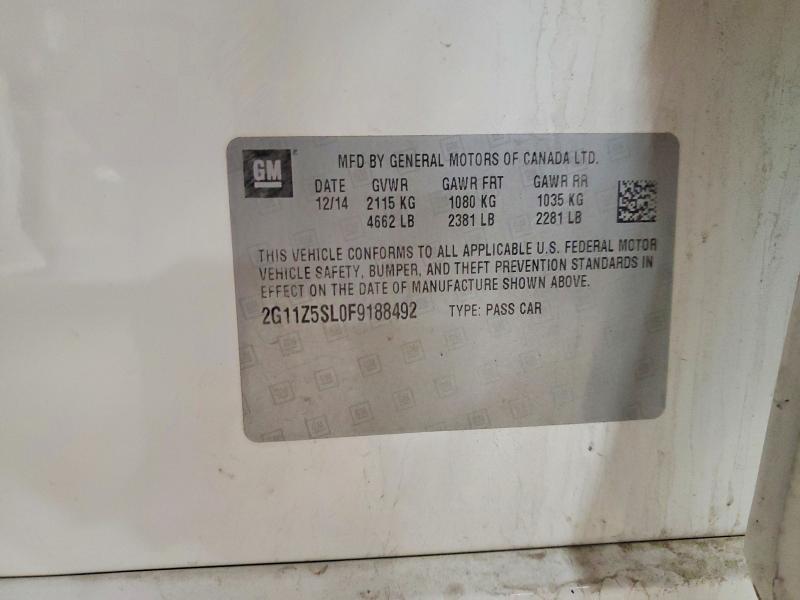 GM
MFD BY GENERAL MOTORS OF CANADA LTD.
DATE GVWR GAWR FRT GAWR RR
12/14 2115 KG 1080 KG 1035 KG
4662 LB 2381 LB 2281 LB
THIS VEHICLE CONFORMS TO ALL APPLICABLE U.S. FEDERAL MOTOR
VEHICLE SAFETY, BUMPER, AND THEFT PREVENTION STANDARDS IN
EFFECT ON THE DATE OF MANUFACTURE SHOWN ABOVE.
2G11Z5SL0F9188492 TYPE: PASS CAR